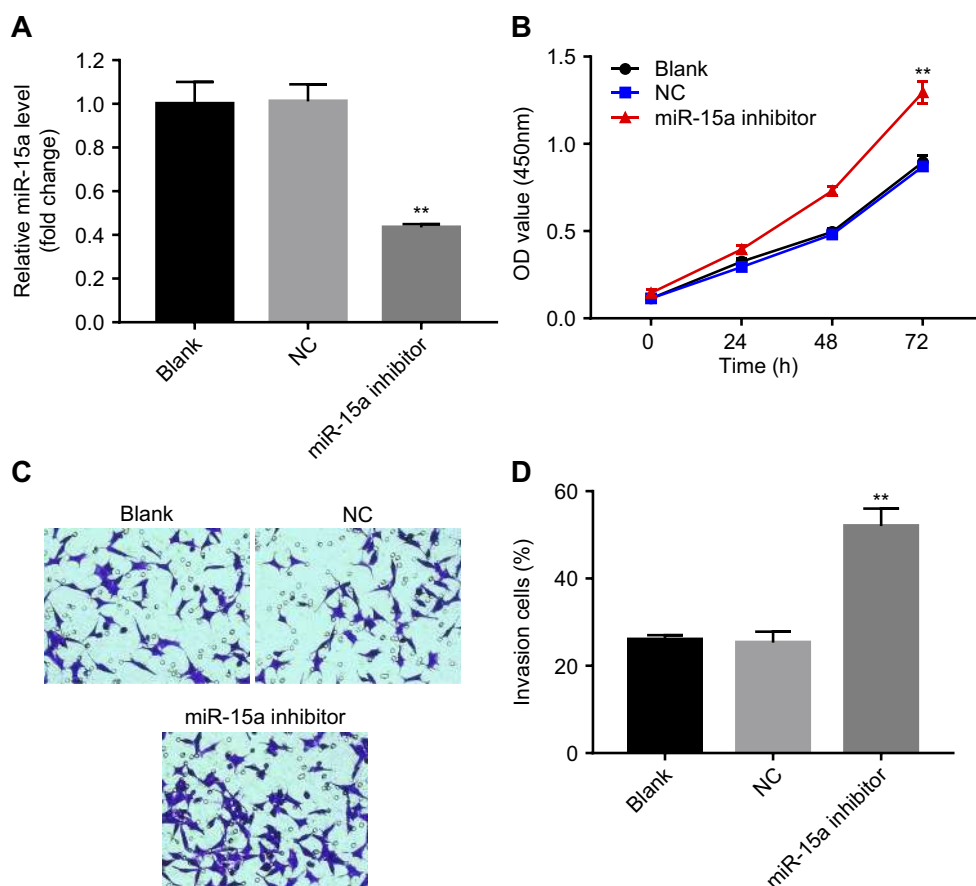 A
Relative miR-15a level
(fold change)
1.2
1.0
0.8
0.6
0.4
0.2
0.0
**
Blank
NC
miR-15a inhibitor
B
OD value (450nm)
1.5
1.0
0.5
0.0
Blank
NC
miR-15a inhibitor
**
0
24
48
72
Time (h)
C
Blank
NC
miR-15a inhibitor
D
Invasion cells (%)
60
40
20
0
**
Blank
NC
miR-15a inhibitor